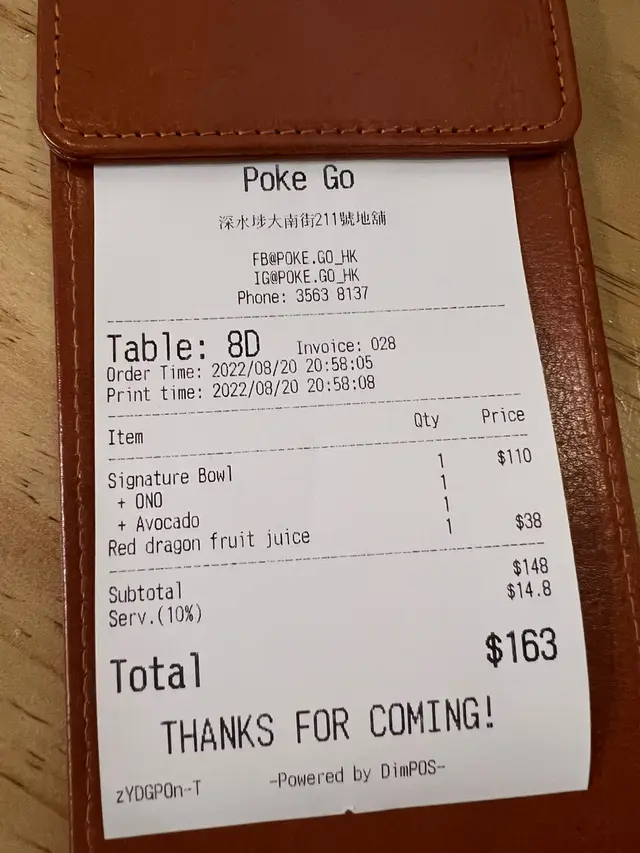 Poke Go
深水埗大南街211號地舖
FB@POKE.GO_HK
IG@POKE.GO_HK
Phone: 3563 8137
Table: 8D Invoice: 028
Order Time: 2022/08/20 20:58:05
Print time: 2022/08/20 20:58:08
Item Qty Price
Signature Bowl 1 $110
+ ONO 1
+ Avocado 1
Red dragon fruit juice 1 $38
Subtotal $148
Serv.(10%) $14.8
Total $163
THANKS FOR COMING!
zYDGPOn-T -Powered by DimPOS-